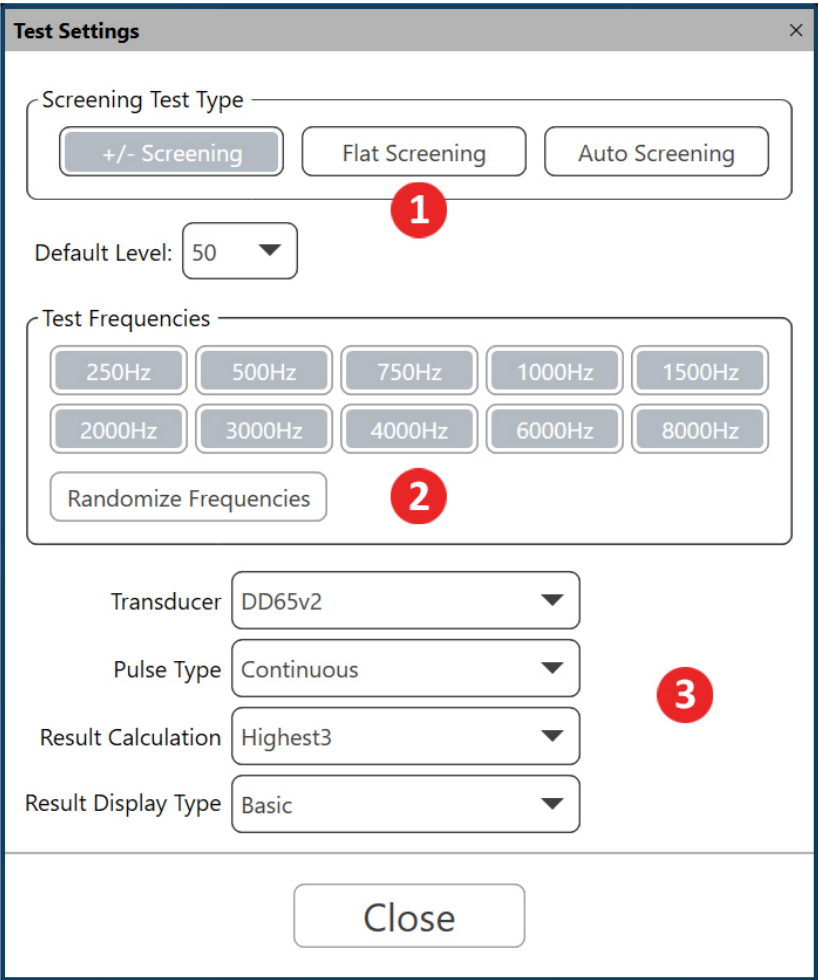 Test Settings ×
Screening Test Type
+/- Screening Flat Screening Auto Screening
1
Default Level: 50
Test Frequencies
250Hz 500Hz 750Hz 1000Hz 1500Hz
2000Hz 3000Hz 4000Hz 6000Hz 8000Hz
Randomize Frequencies 2
Transducer DD65v2
Pulse Type Continuous
3
Result Calculation Highest3
Result Display Type Basic
Close